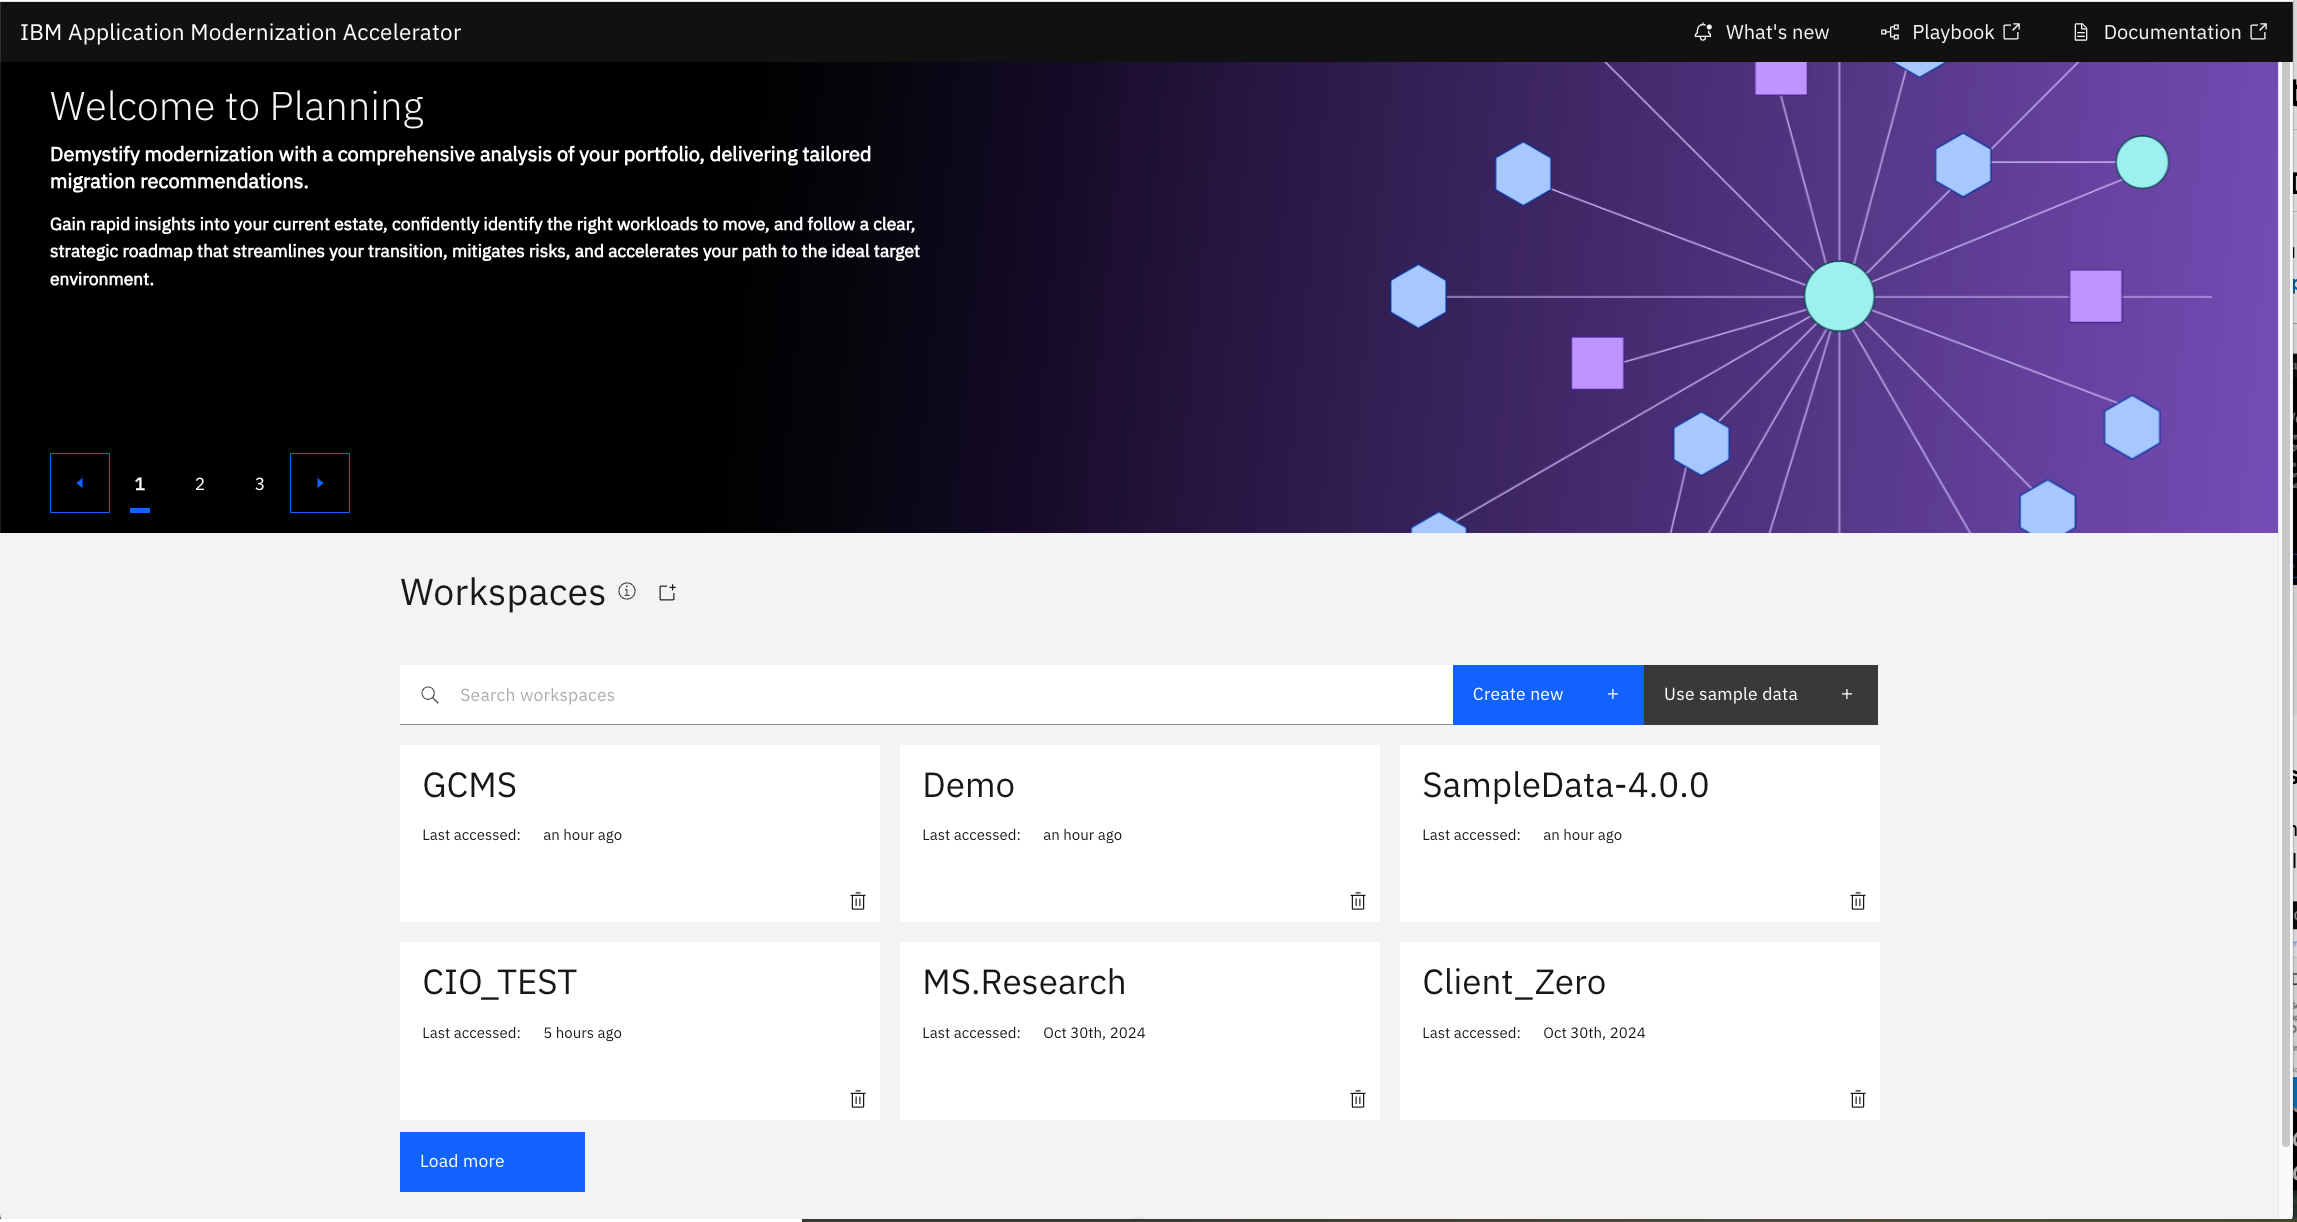 IBM Application Modernization Accelerator
What's new
Playbook
Documentation
Welcome to Planning
Demystify modernization with a comprehensive analysis of your portfolio, delivering tailored
migration recommendations.
Gain rapid insights into your current estate, confidently identify the right workloads to move, and follow a clear,
strategic roadmap that streamlines your transition, mitigates risks, and accelerates your path to the ideal target
environment.
1 2 3
Workspaces
Search workspaces
Create new +
Use sample data +
GCMS
Last accessed: an hour ago
Demo
Last accessed: an hour ago
SampleData-4.0.0
Last accessed: an hour ago
CIO_TEST
Last accessed: 5 hours ago
MS.Research
Last accessed: Oct 30th, 2024
Client_Zero
Last accessed: Oct 30th, 2024
Load more